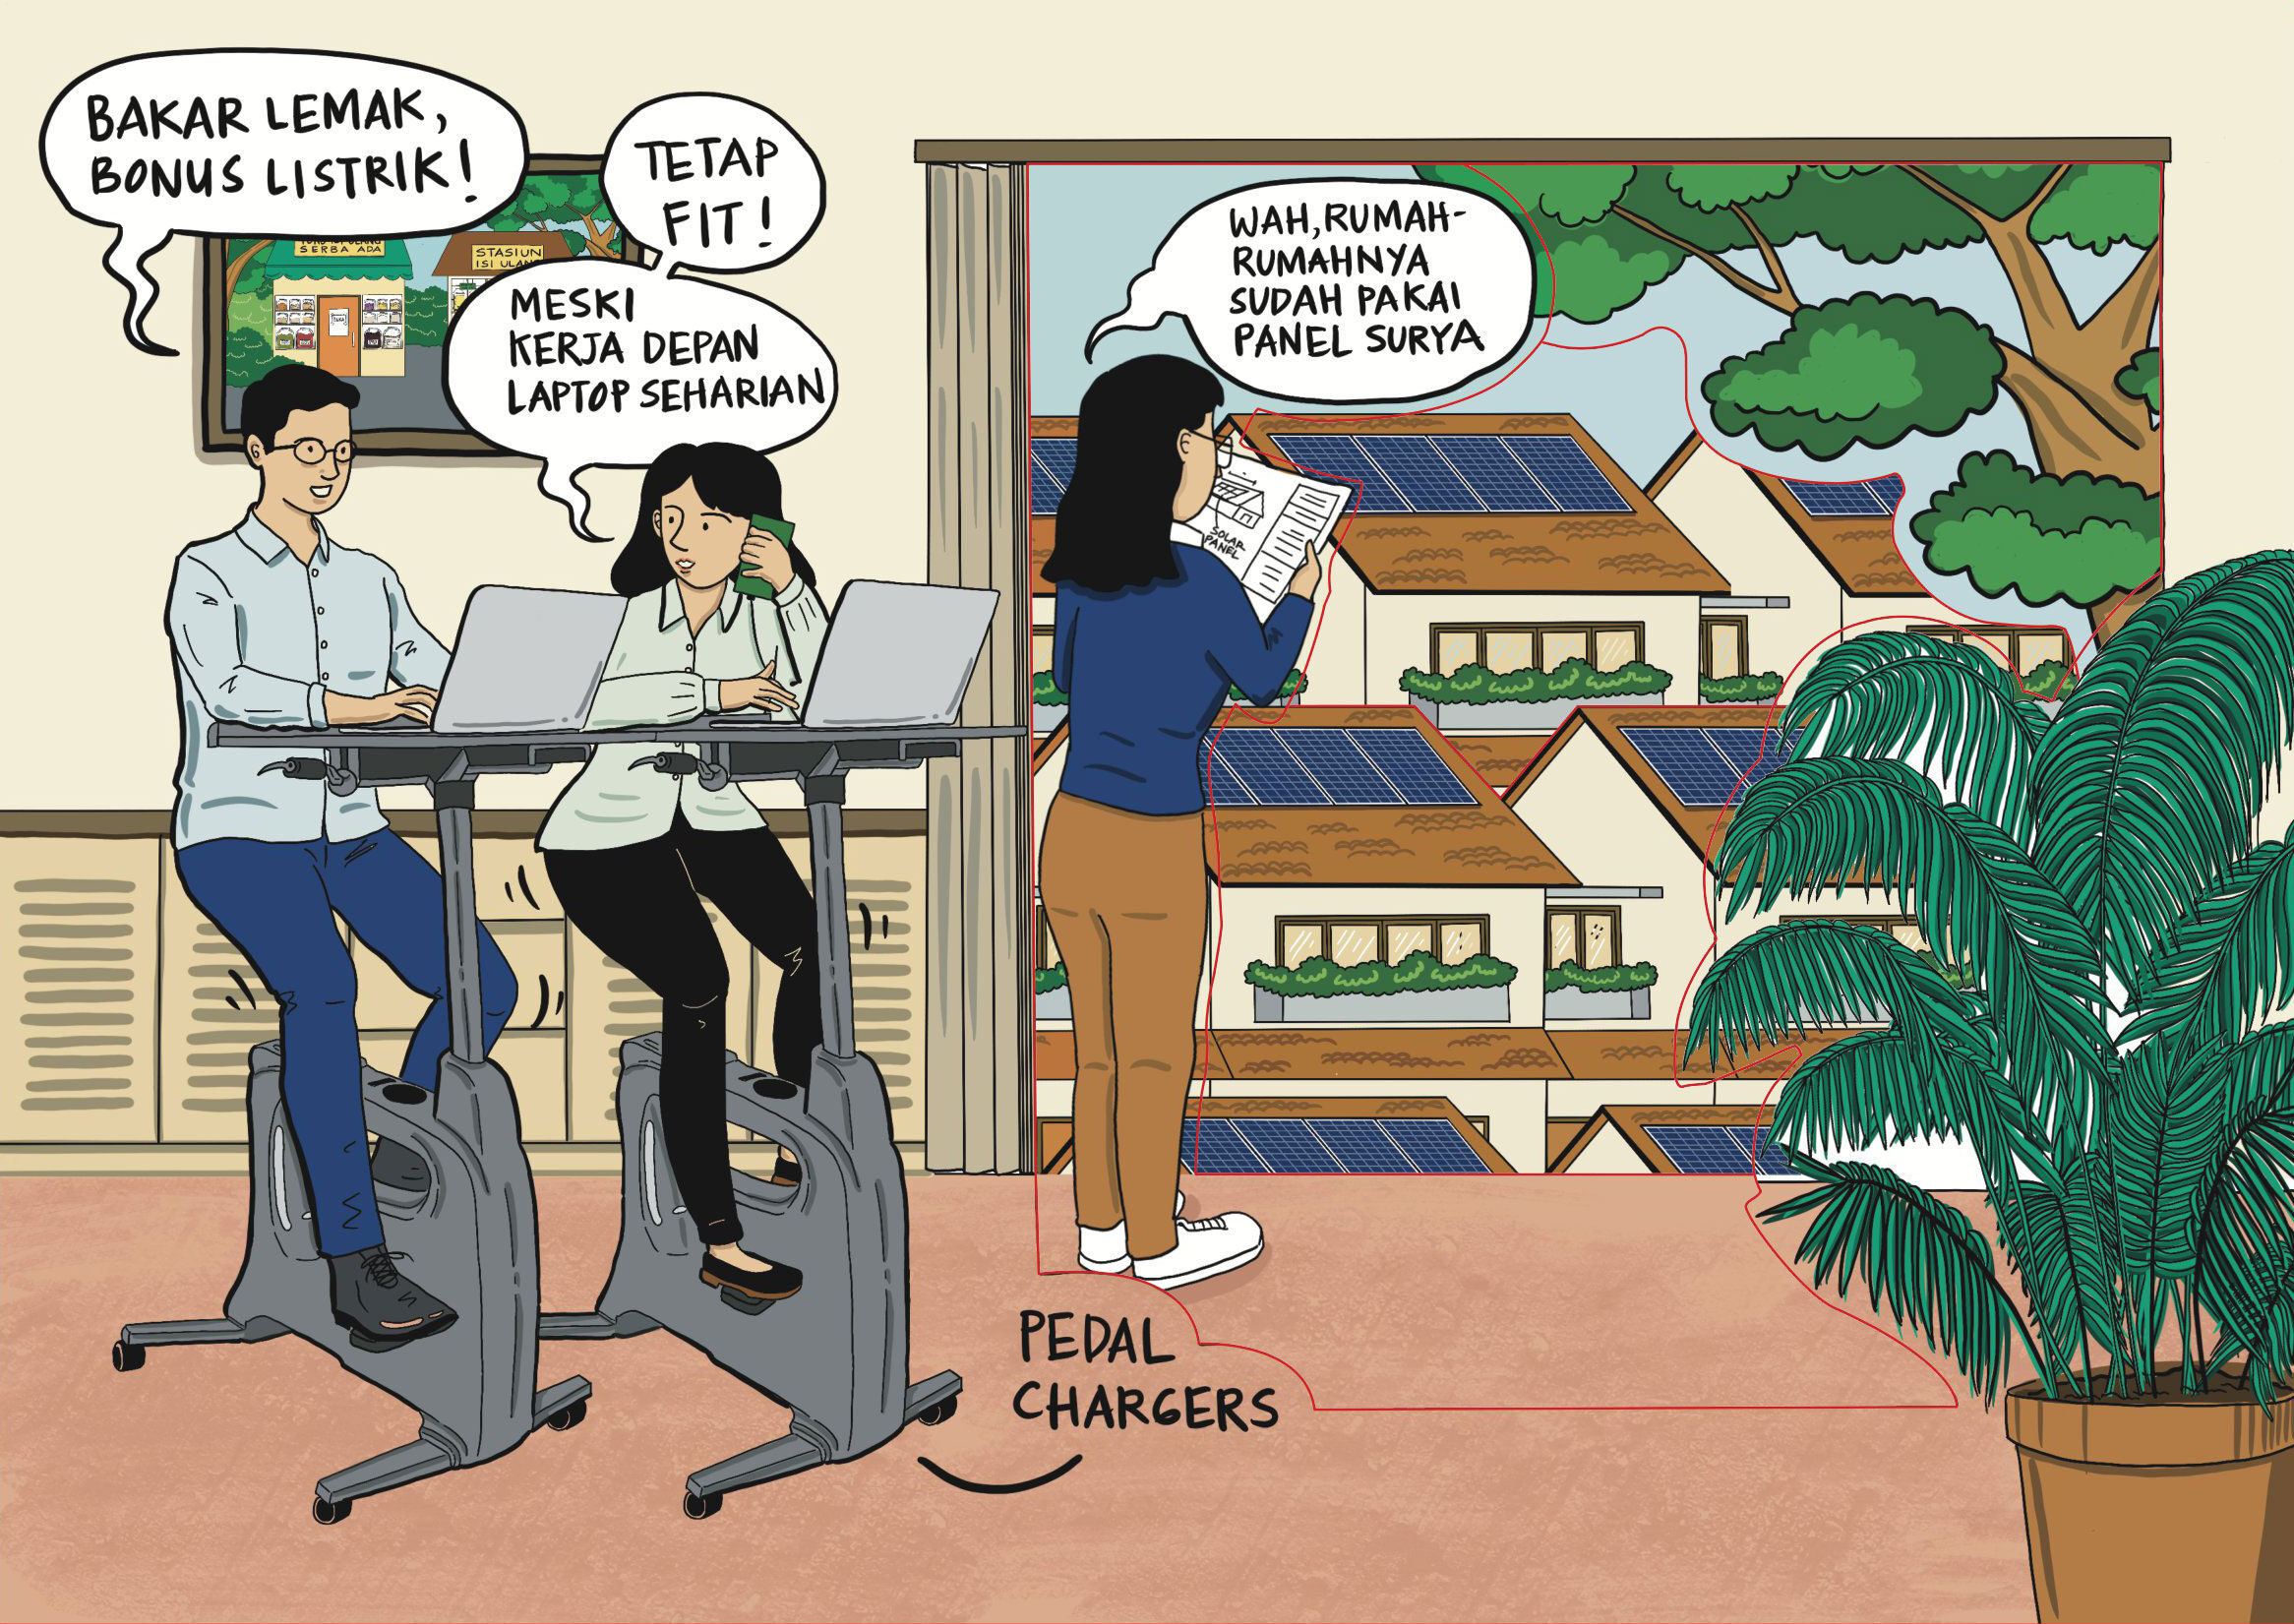 BAKAR LEMAK,
BONUS LISTRIK!
TETAP
FIT!
MESKI
KERJA DEPAN
LAPTOP SEHARIAN
SERBA ADA
STASIUN
ISI ULANG
WAH, RUMAH-
RUMAHNYA
SUDAH PAKAI
PANEL SURYA
SOLAR
PANEL
PEDAL
CHARGERS